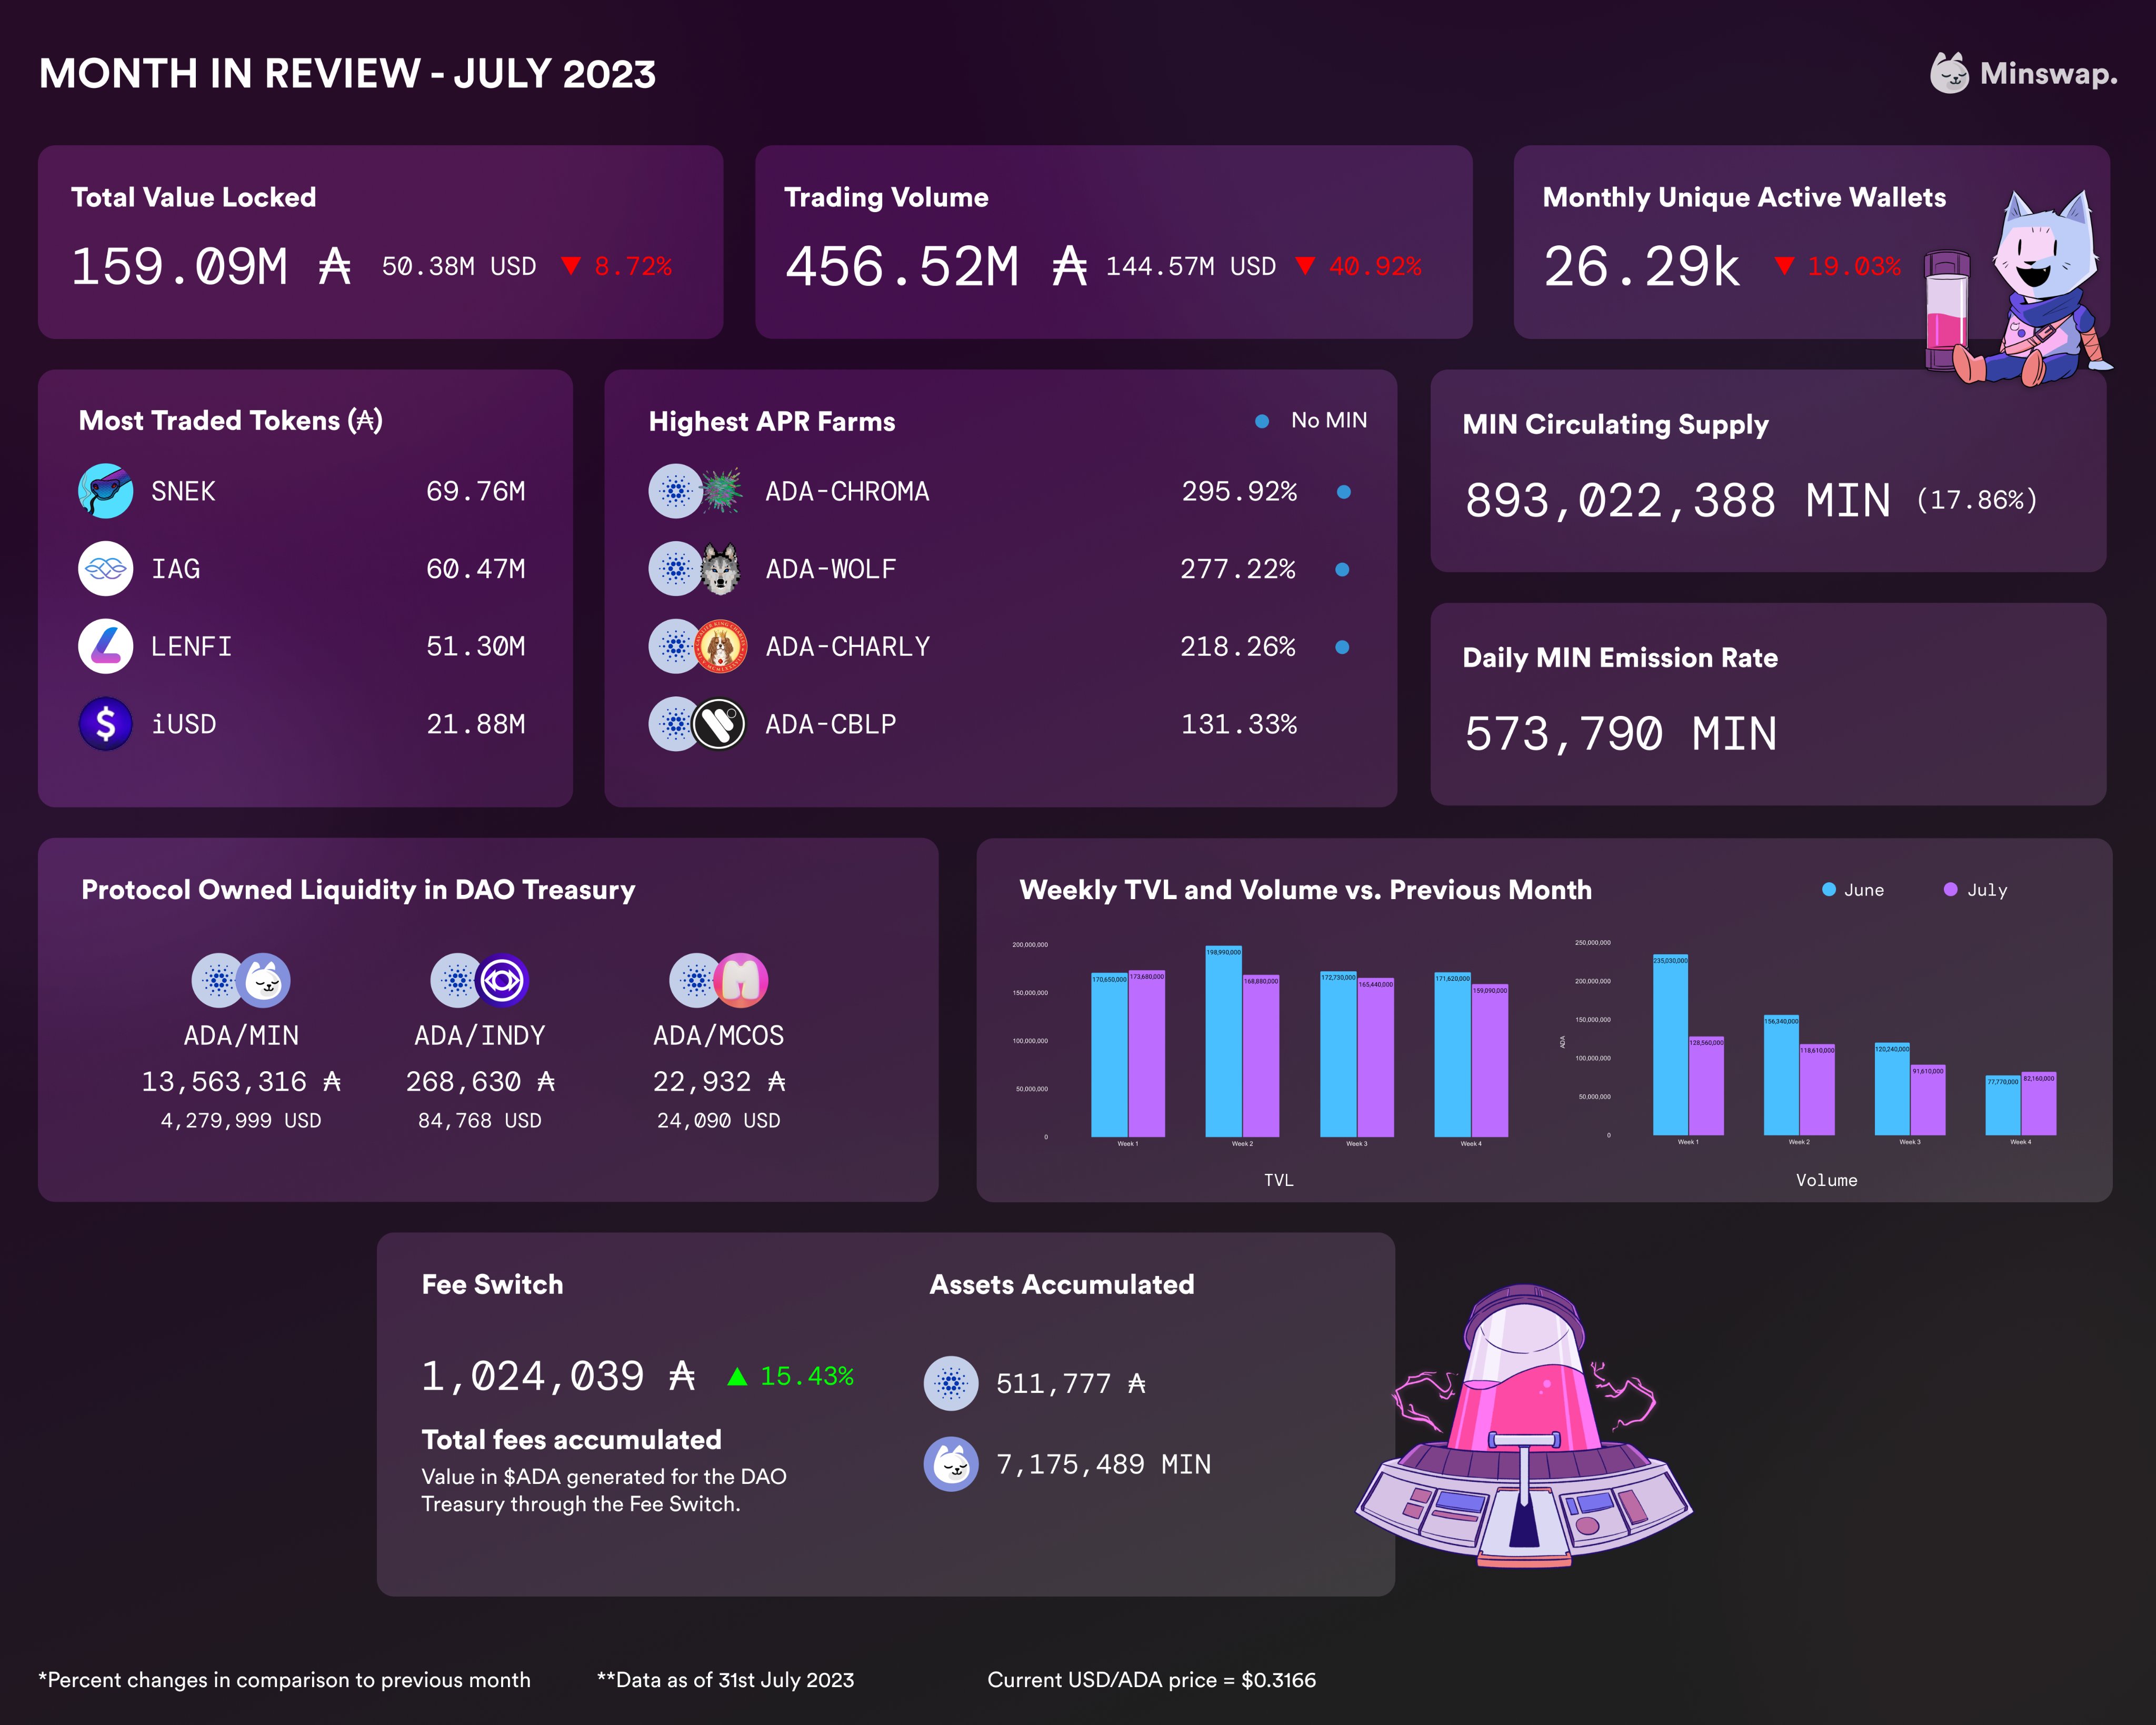 MONTH IN REVIEW - JULY 2023
Minswap.
Total Value Locked
159.09M ₳ 50.38M USD ▼ 8.72%
Trading Volume
456.52M ₳ 144.57M USD ▼ 40.92%
Monthly Unique Active Wallets
26.29k ▼ 19.03%
Most Traded Tokens (₳)
SNEK 69.76M
IAG 60.47M
LENFI 51.30M
iUSD 21.88M
Highest APR Farms
No MIN
ADA-CHROMA 295.92%
ADA-WOLF 277.22%
ADA-CHARLY 218.26%
ADA-CBLP 131.33%
MIN Circulating Supply
893,022,388 MIN (17.86%)
Daily MIN Emission Rate
573,790 MIN
Protocol Owned Liquidity in DAO Treasury
ADA/MIN
13,563,316 ₳
4,279,999 USD
ADA/INDY
268,630 ₳
84,768 USD
ADA/MCOS
22,932 ₳
24,090 USD
Weekly TVL and Volume vs. Previous Month
June July
200,000,000
150,000,000
100,000,000
50,000,000
0
170,650,000 173,680,000
198,990,000 168,880,000
172,730,000 165,440,000
171,620,000 159,090,000
Week 1 Week 2 Week 3 Week 4
TVL
250,000,000
200,000,000
150,000,000
100,000,000
50,000,000
0
ADA
235,030,000 128,560,000
156,340,000 118,610,000
120,240,000 91,610,000
77,770,000 82,160,000
Week 1 Week 2 Week 3 Week 4
Volume
Fee Switch
1,024,039 ₳ ▲ 15.43%
Total fees accumulated
Value in $ADA generated for the DAO
Treasury through the Fee Switch.
Assets Accumulated
511,777 ₳
7,175,489 MIN
*Percent changes in comparison to previous month
**Data as of 31st July 2023
Current USD/ADA price = $0.3166